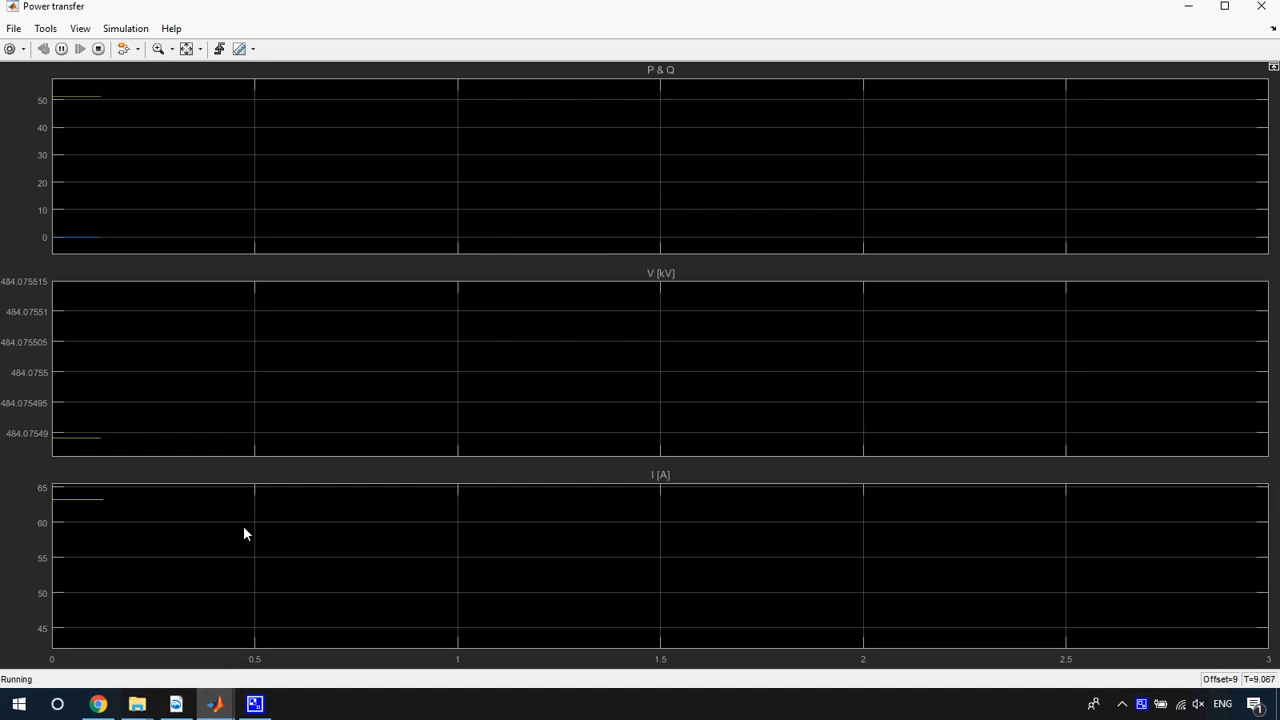 Power transfer
File Tools View Simulation Help
P & Q
50
40
30
20
10
0
V [kV]
484.075515
484.07551
484.075505
484.0755
484.075495
484.07549
I [A]
65
60
55
50
45
0 0.5 1 1.5 2 2.5 3
Running Offset=9 T=9.067
ENG 1